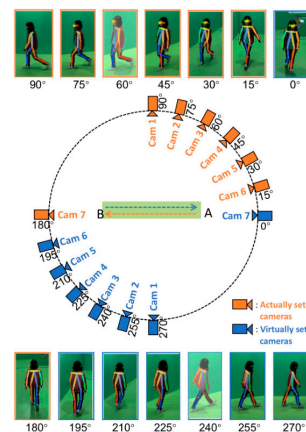 90° 75° 60° 45° 30° 15° 0°
90°
75°
60°
45°
30°
15°
Cam 1
Cam 2
Cam 3
Cam 4
Cam 5
Cam 6
180° Cam 7 B A Cam 7 0°
Cam 6
195°
Cam 5
210°
Cam 4
225°
Cam 3
240°
Cam 2
255°
Cam 1
270°
: Actually set
cameras
: Virtually set
cameras
180° 195° 210° 225° 240° 255° 270°